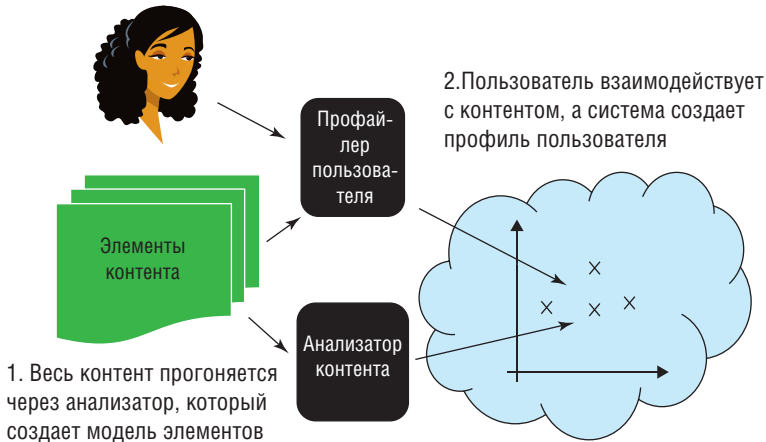 2.Пользователь взаимодействует
с контентом, а система создает
профиль пользователя
Профай-
лер
пользова-
теля
Элементы
контента
Анализатор
контента
1. Весь контент прогоняется
через анализатор, который
создает модель элементов